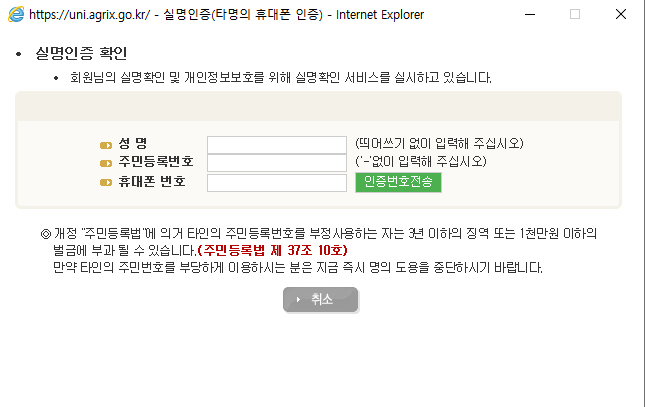 https://uni.agrix.go.kr/ - 실명인증(타명의 휴대폰 인증) - Internet Explorer
• 실명인증 확인
• 회원님의 실명확인 및 개인정보보호를 위해 실명확인 서비스를 실시하고 있습니다.
성 명 (띄어쓰기 없이 입력해 주십시오)
주민등록번호 ('-'없이 입력해 주십시오)
휴대폰 번호 인증번호전송
◎ 개정 "주민등록법"에 의거 타인의 주민등록번호를 부정사용하는 자는 3년 이하의 징역 또는 1천만원 이하의
벌금에 부과 될 수 있습니다.(주민등록법 제 37조 10호)
만약 타인의 주민번호를 부당하게 이용하시는 분은 지금 즉시 명의 도용을 중단하시기 바랍니다.
취소